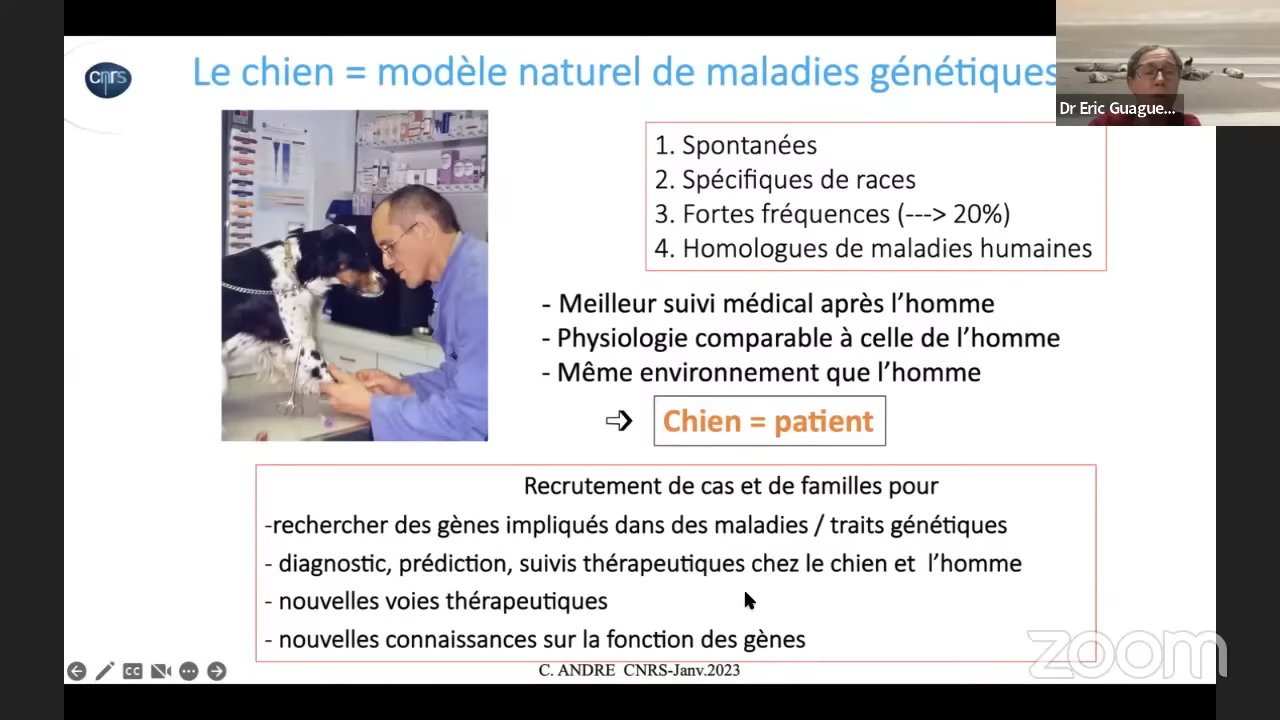 cnrs
Le chien = modèle naturel de maladies génétiques
Dr Eric Guague...
1. Spontanées
2. Spécifiques de races
3. Fortes fréquences (---> 20%)
4. Homologues de maladies humaines
- Meilleur suivi médical après l’homme
- Physiologie comparable à celle de l’homme
- Même environnement que l’homme
Chien = patient
Recrutement de cas et de familles pour
-rechercher des gènes impliqués dans des maladies / traits génétiques
- diagnostic, prédiction, suivis thérapeutiques chez le chien et l’homme
- nouvelles voies thérapeutiques
- nouvelles connaissances sur la fonction des gènes
zoom
CC
C. ANDRE CNRS-Janv.2023